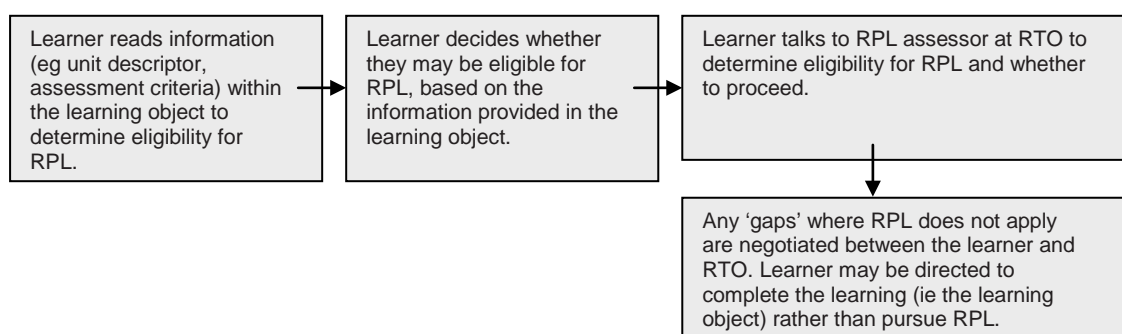 Learner reads information
(eg unit descriptor,
assessment criteria) within
the learning object to
determine eligibility for
RPL.
Learner decides whether
they may be eligible for
RPL, based on the
information provided in the
learning object.
Learner talks to RPL assessor at RTO to
determine eligibility for RPL and whether
to proceed.
Any ‘gaps’ where RPL does not apply
are negotiated between the learner and
RTO. Learner may be directed to
complete the learning (ie the learning
object) rather than pursue RPL.